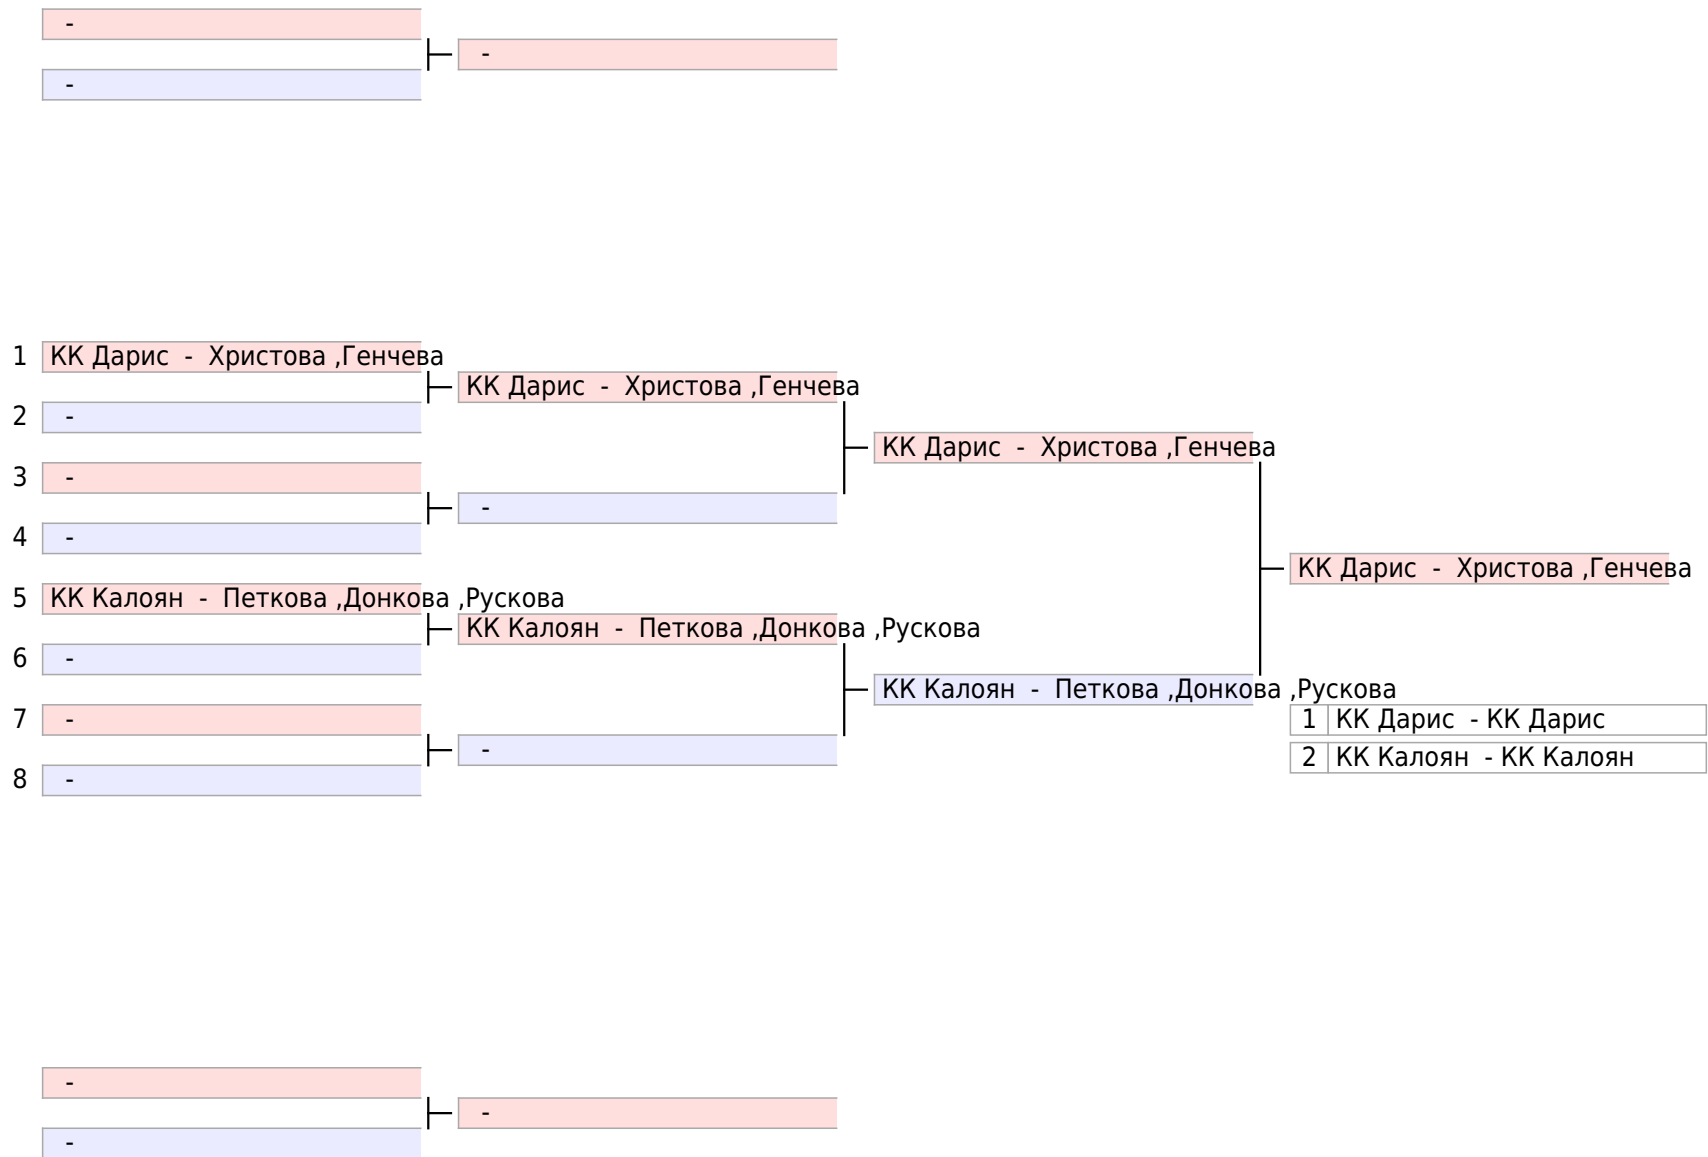 -
-
-
1 КК Дарис - Христова ,Генчева
КК Дарис - Христова ,Генчева
2 -
КК Дарис - Христова ,Генчева
3 -
-
4 -
КК Дарис - Христова ,Генчева
5 КК Калоян - Петкова ,Донкова ,Рускова
КК Калоян - Петкова ,Донкова ,Рускова
6 -
КК Калоян - Петкова ,Донкова ,Рускова
7 -
1 КК Дарис - КК Дарис
-
2 КК Калоян - КК Калоян
8 -
-
-
-